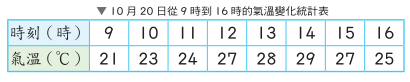 ▼10 月 20 日從 9 時到 16 時的氣溫變化統計表
時刻(時) 9 10 11 12 13 14 15 16
氣溫(℃) 21 23 24 27 28 29 27 25